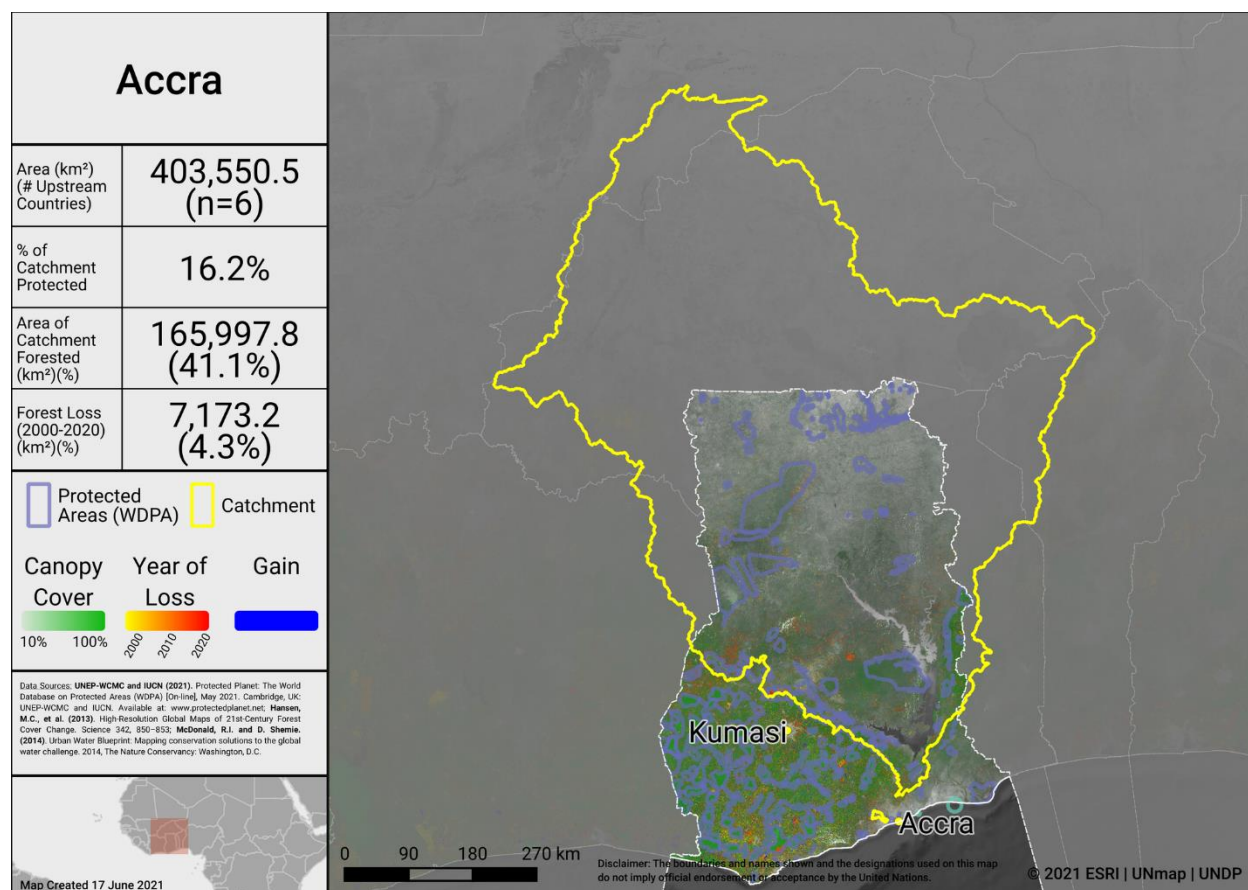 Accra
Area (km²)
(# Upstream
Countries)
403,550.5
(n=6)
% of
Catchment
Protected
16.2%
Area of
Catchment
Forested
(km²)(%)
165,997.8
(41.1%)
Forest Loss
(2000-2020)
(km²)(%)
7,173.2
(4.3%)
Protected
Areas (WDPA)
Catchment
Canopy
Cover
10% 100%
Year of
Loss
2000 2010 2020
Gain
Data Sources: UNEP-WCMC and IUCN (2021). Protected Planet: The World
Database on Protected Areas (WDPA) [On-line], May 2021. Cambridge, UK:
UNEP-WCMC and IUCN. Available at: www.protectedplanet.net; Hansen,
M.C., et al. (2013). High-Resolution Global Maps of 21st-Century Forest
Cover Change. Science 342, 850–853; McDonald, R.I. and D. Shemie.
(2014). Urban Water Blueprint: Mapping conservation solutions to the global
water challenge. 2014, The Nature Conservancy: Washington, D.C.
Map Created 17 June 2021
Kumasi
Accra
0 90 180 270 km
Disclaimer: The boundaries and names shown and the designations used on this map
do not imply official endorsement or acceptance by the United Nations.
© 2021 ESRI | UNmap | UNDP